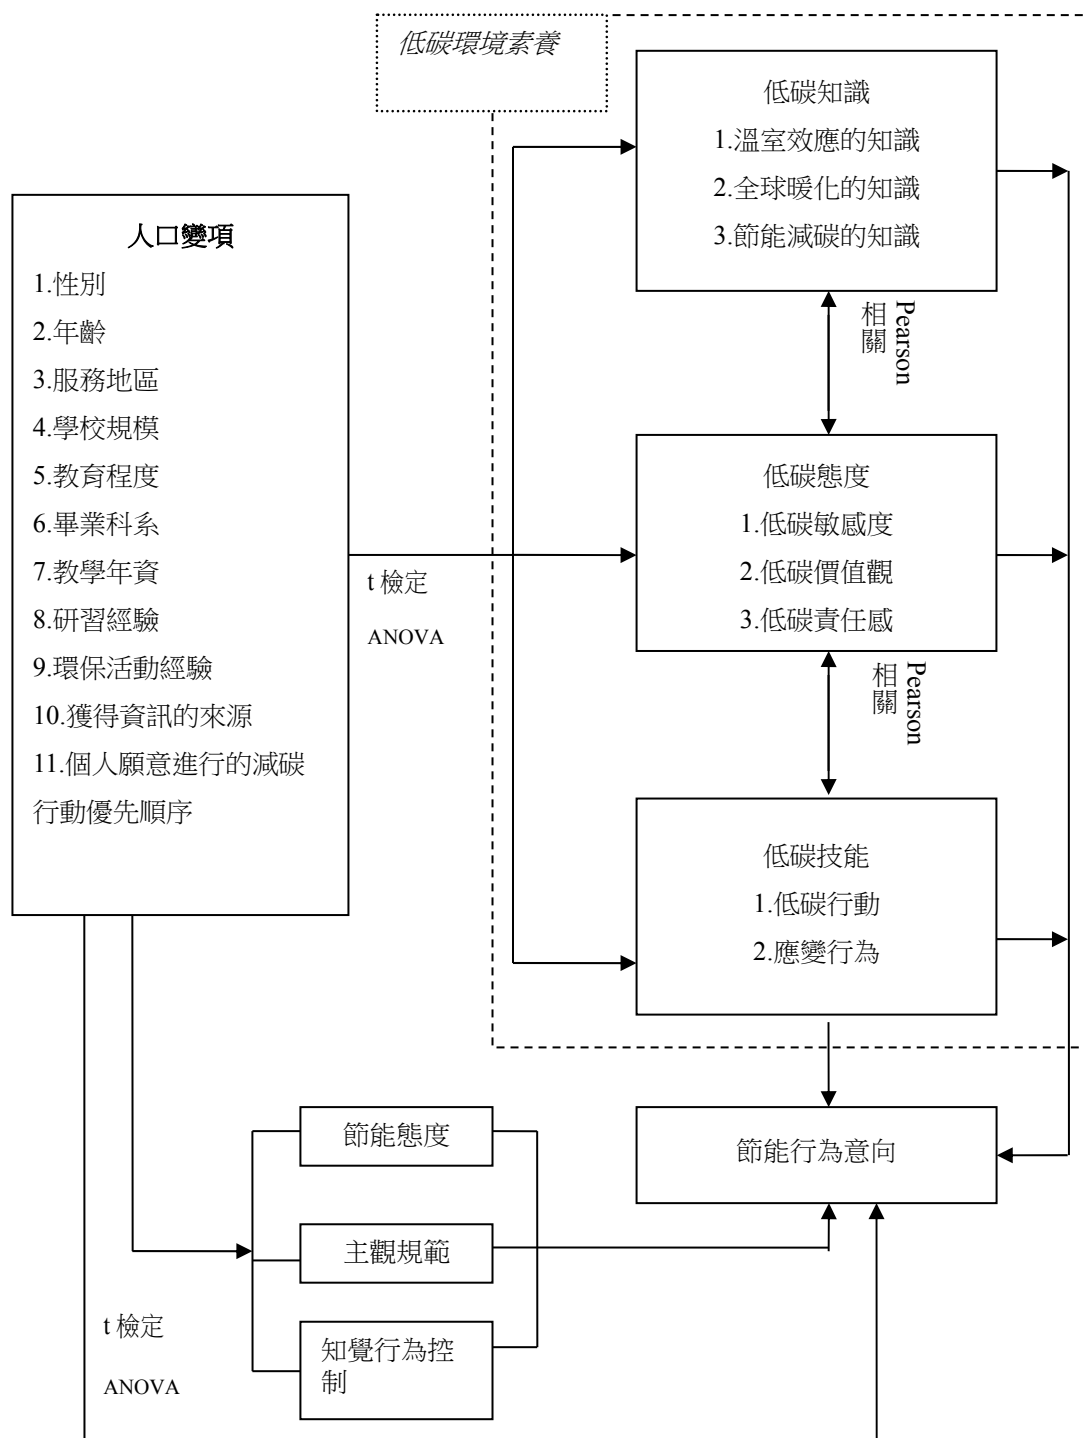 低碳環境素養
低碳知識
1.溫室效應的知識
2.全球暖化的知識
3.節能減碳的知識
人口變項
1.性別
2.年齡
3.服務地區
4.學校規模
5.教育程度
6.畢業科系
7.教學年資
8.研習經驗
9.環保活動經驗
10.獲得資訊的來源
11.個人願意進行的減碳
行動優先順序
Pearson
相關
低碳態度
1.低碳敏感度
2.低碳價值觀
3.低碳責任感
t 檢定
ANOVA
Pearson
相關
低碳技能
1.低碳行動
2.應變行為
節能態度
節能行為意向
主觀規範
知覺行為控
制
t 檢定
ANOVA